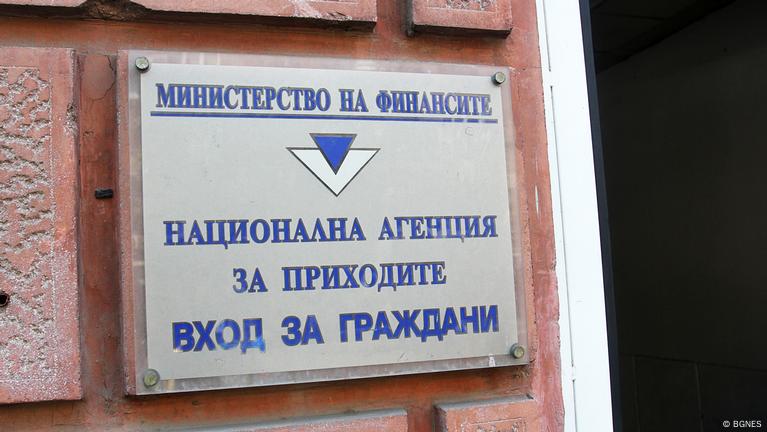 МИНИСТЕРСТВО НА ФИНАНСИТЕ
НАЦИОНАЛНА АГЕНЦИЯ
ЗА ПРИХОДИТЕ
ВХОД ЗА ГРАЖДАНИ
© BGNES